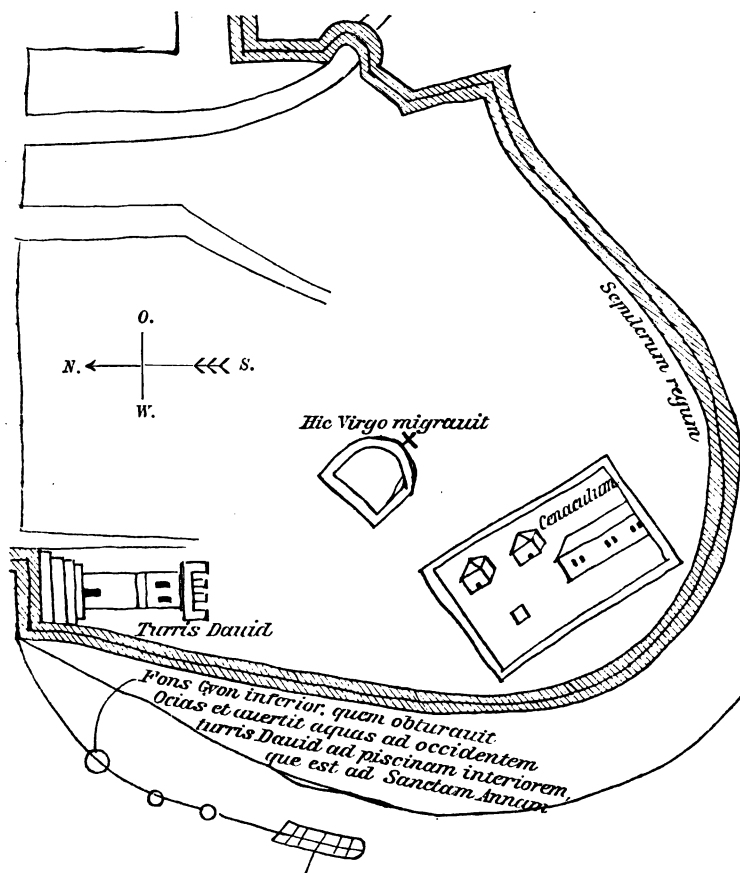 Sepulcrum regum
O.
N.
S.
W.
Hic Virgo migrauit
Cenaculum
Turris Dauid
Fons Gyon inferior, quem obturauit
Ocias et auertit aquas ad occidentem
turris Dauid ad piscinam interiorem,
que est ad Sanctam Annam